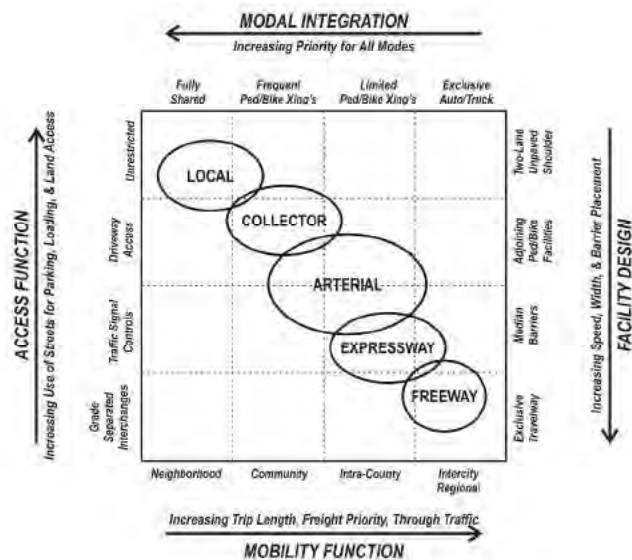 MODAL INTEGRATION
Increasing Priority for All Modes
Fully
Shared
Frequent
Ped/Bike Xing's
Limited
Ped/Bike Xing's
Exclusive
Auto/Truck
ACCESS FUNCTION
Increasing Use of Streets for Parking, Loading, & Land Access
Unrestricted
Driveway
Access
Traffic Signal
Controls
Grade
Separated
Interchanges
LOCAL
COLLECTOR
ARTERIAL
EXPRESSWAY
FREEWAY
Two-Lane
Unpaved
Shoulder
Adjoining
Ped/Bike
Facilities
Median
Barriers
Exclusive
Travelway
Increasing Speed, Width, & Barrier Placement
FACILITY DESIGN
Neighborhood
Community
Intra-County
Intercity
Regional
Increasing Trip Length, Freight Priority, Through Traffic
MOBILITY FUNCTION